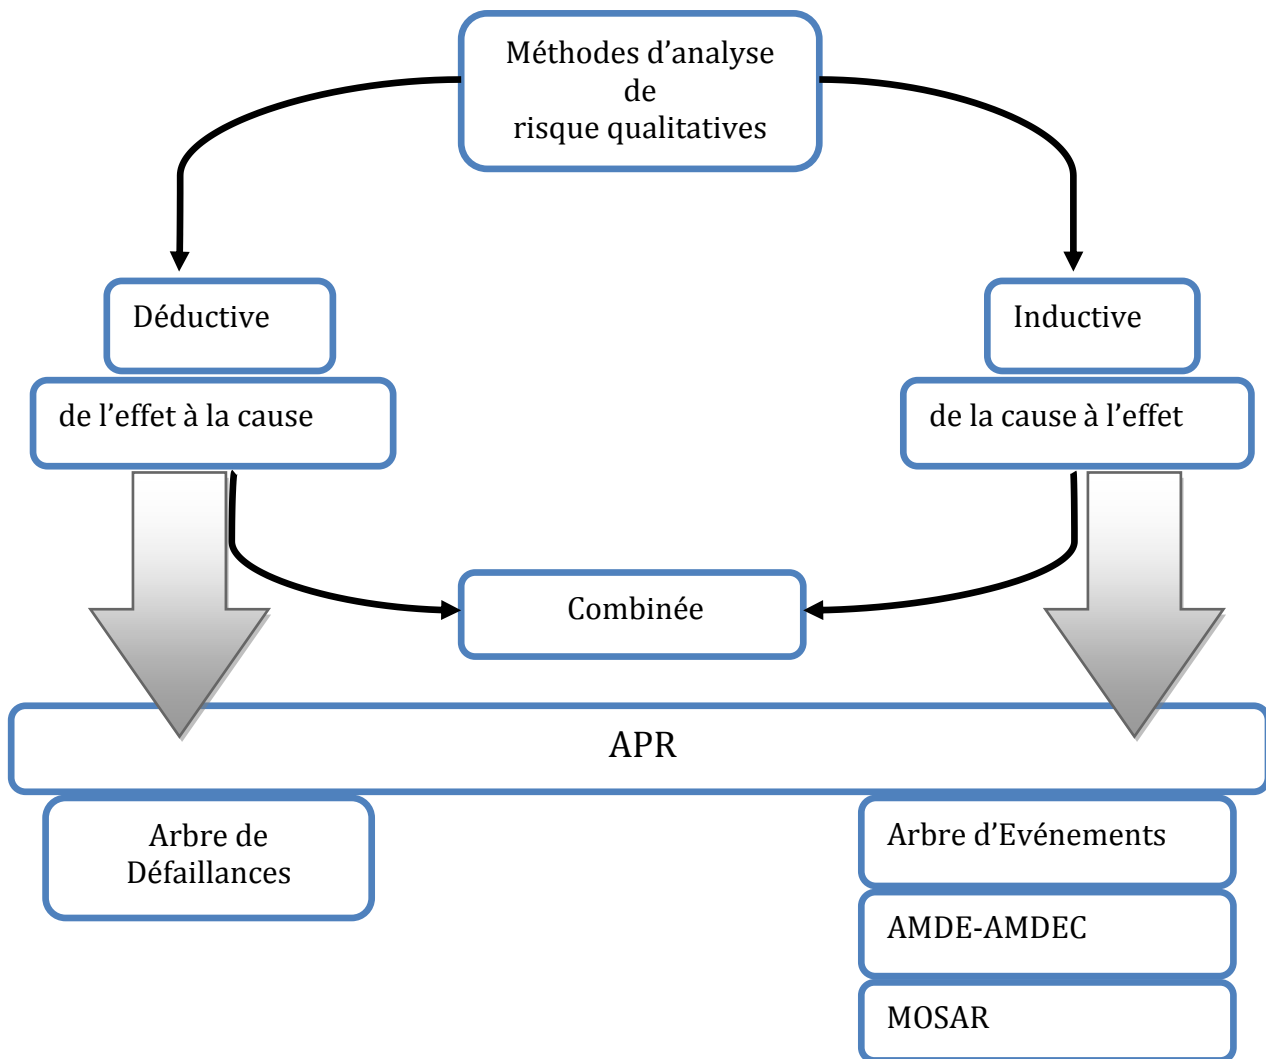 Méthodes d’analyse
de
risque qualitatives
Déductive
Inductive
de l’effet à la cause
de la cause à l’effet
Combinée
APR
Arbre de
Défaillances
Arbre d’Evénements
AMDE-AMDEC
MOSAR